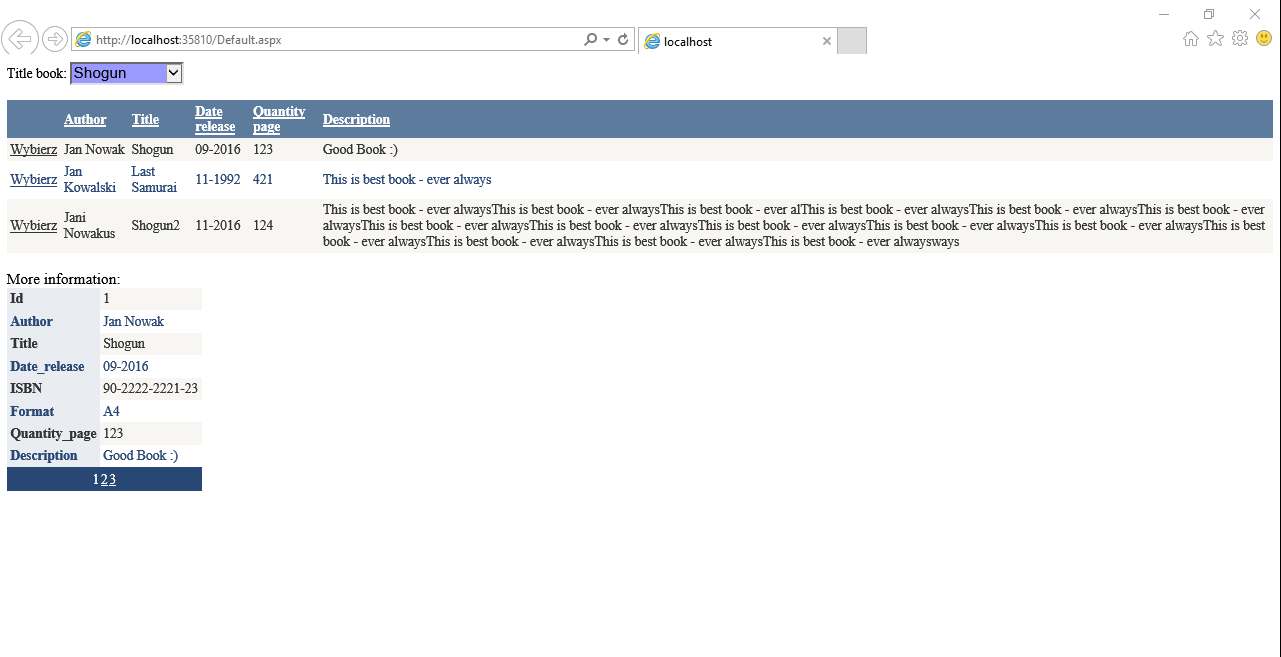 http://localhost:35810/Default.aspx
localhost
Title book: Shogun
Author Title Date release Quantity page Description
Wybierz Jan Nowak Shogun 09-2016 123 Good Book :)
Wybierz Jan Kowalski Last Samurai 11-1992 421 This is best book - ever always
Wybierz Jani Nowakus Shogun2 11-2016 124 This is best book - ever alwaysThis is best book - ever alwaysThis is best book - ever alThis is best book - ever alwaysThis is best book - ever alwaysThis is best book - ever
alwaysThis is best book - ever alwaysThis is best book - ever alwaysThis is best book - ever alwaysThis is best book - ever alwaysThis is best book - ever alwaysThis is best
book - ever alwaysThis is best book - ever alwaysThis is best book - ever alwaysThis is best book - ever alwaysways
More information:
Id 1
Author Jan Nowak
Title Shogun
Date_release 09-2016
ISBN 90-2222-2221-23
Format A4
Quantity_page 123
Description Good Book :)
123